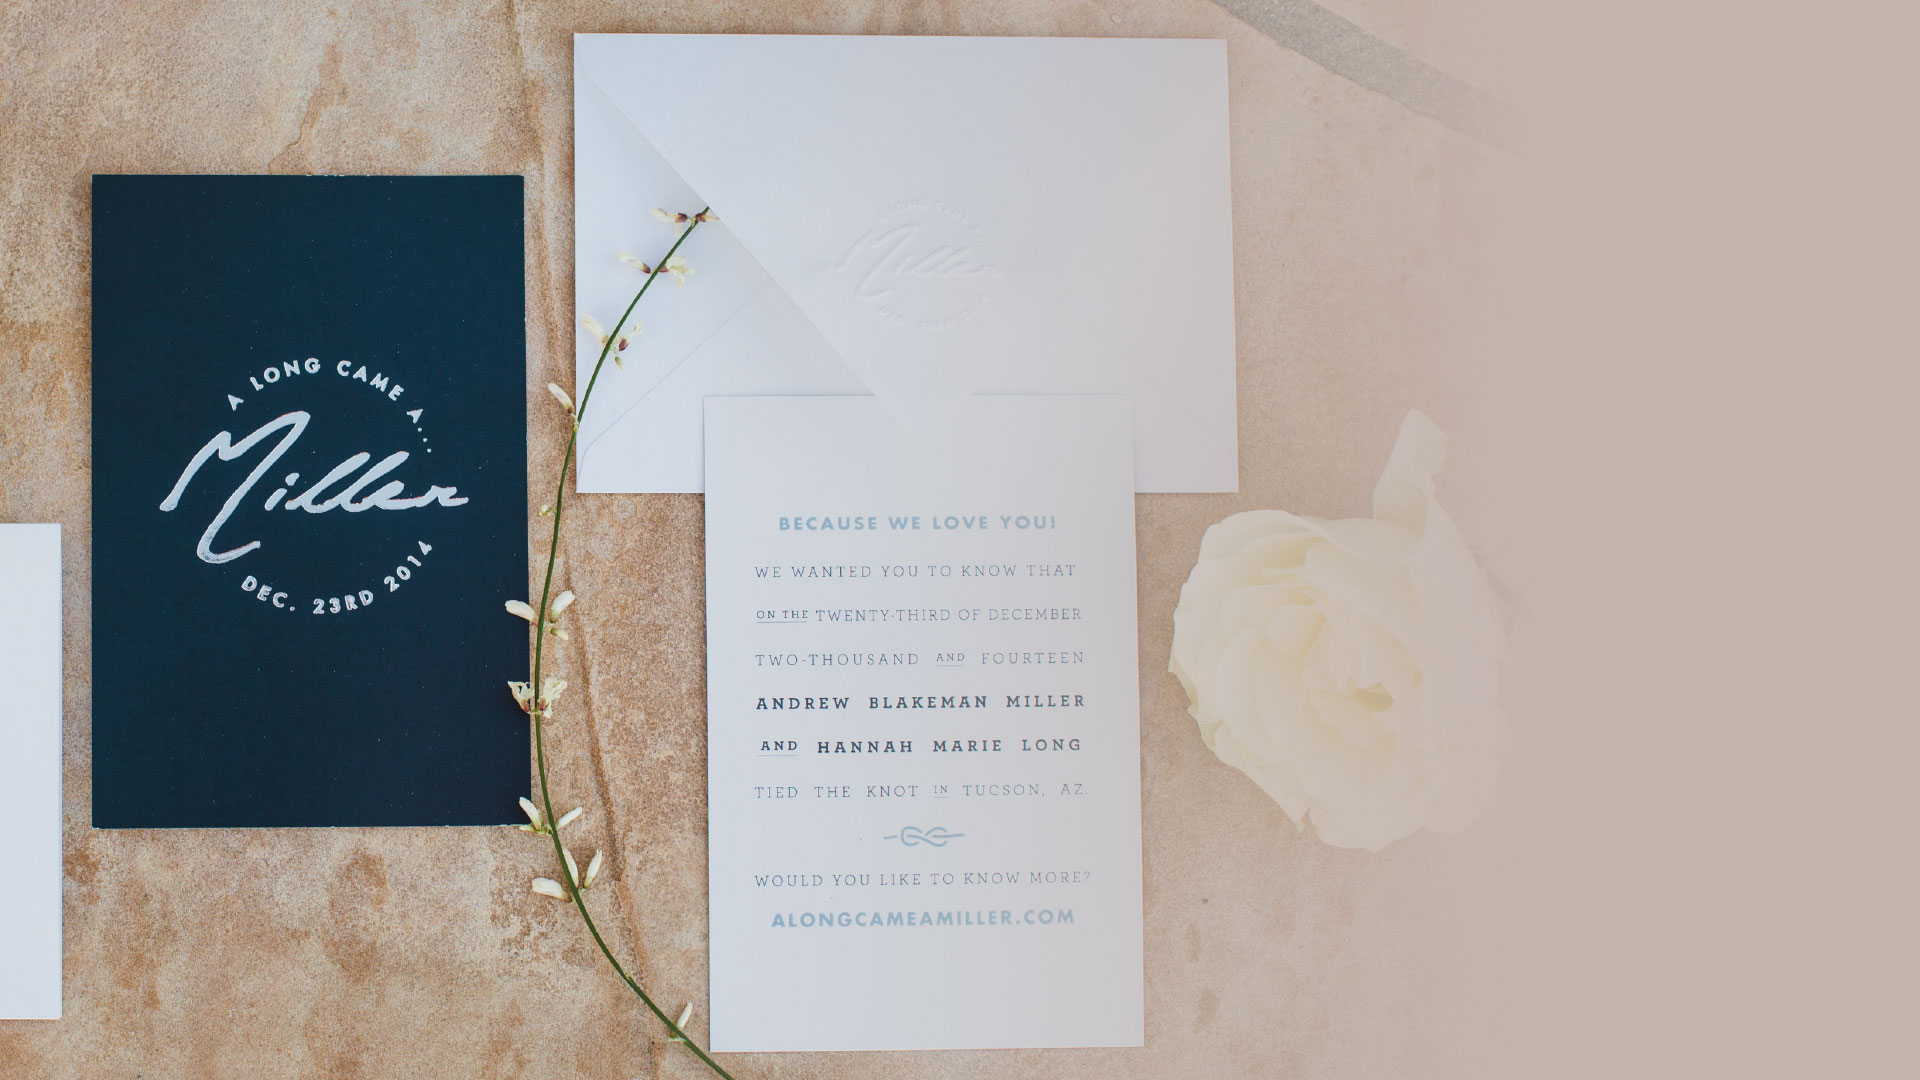 A LONG CAME A....
Miller
DEC. 23RD 2014
A LONG CAME A...
Miller
DEC. 23RD 2014
BECAUSE WE LOVE YOU!
WE WANTED YOU TO KNOW THAT
ON THE TWENTY-THIRD OF DECEMBER
TWO-THOUSAND AND FOURTEEN
ANDREW BLAKEMAN MILLER
AND HANNAH MARIE LONG
TIED THE KNOT IN TUCSON, AZ.
WOULD YOU LIKE TO KNOW MORE?
ALONGCAMEAMILLER.COM